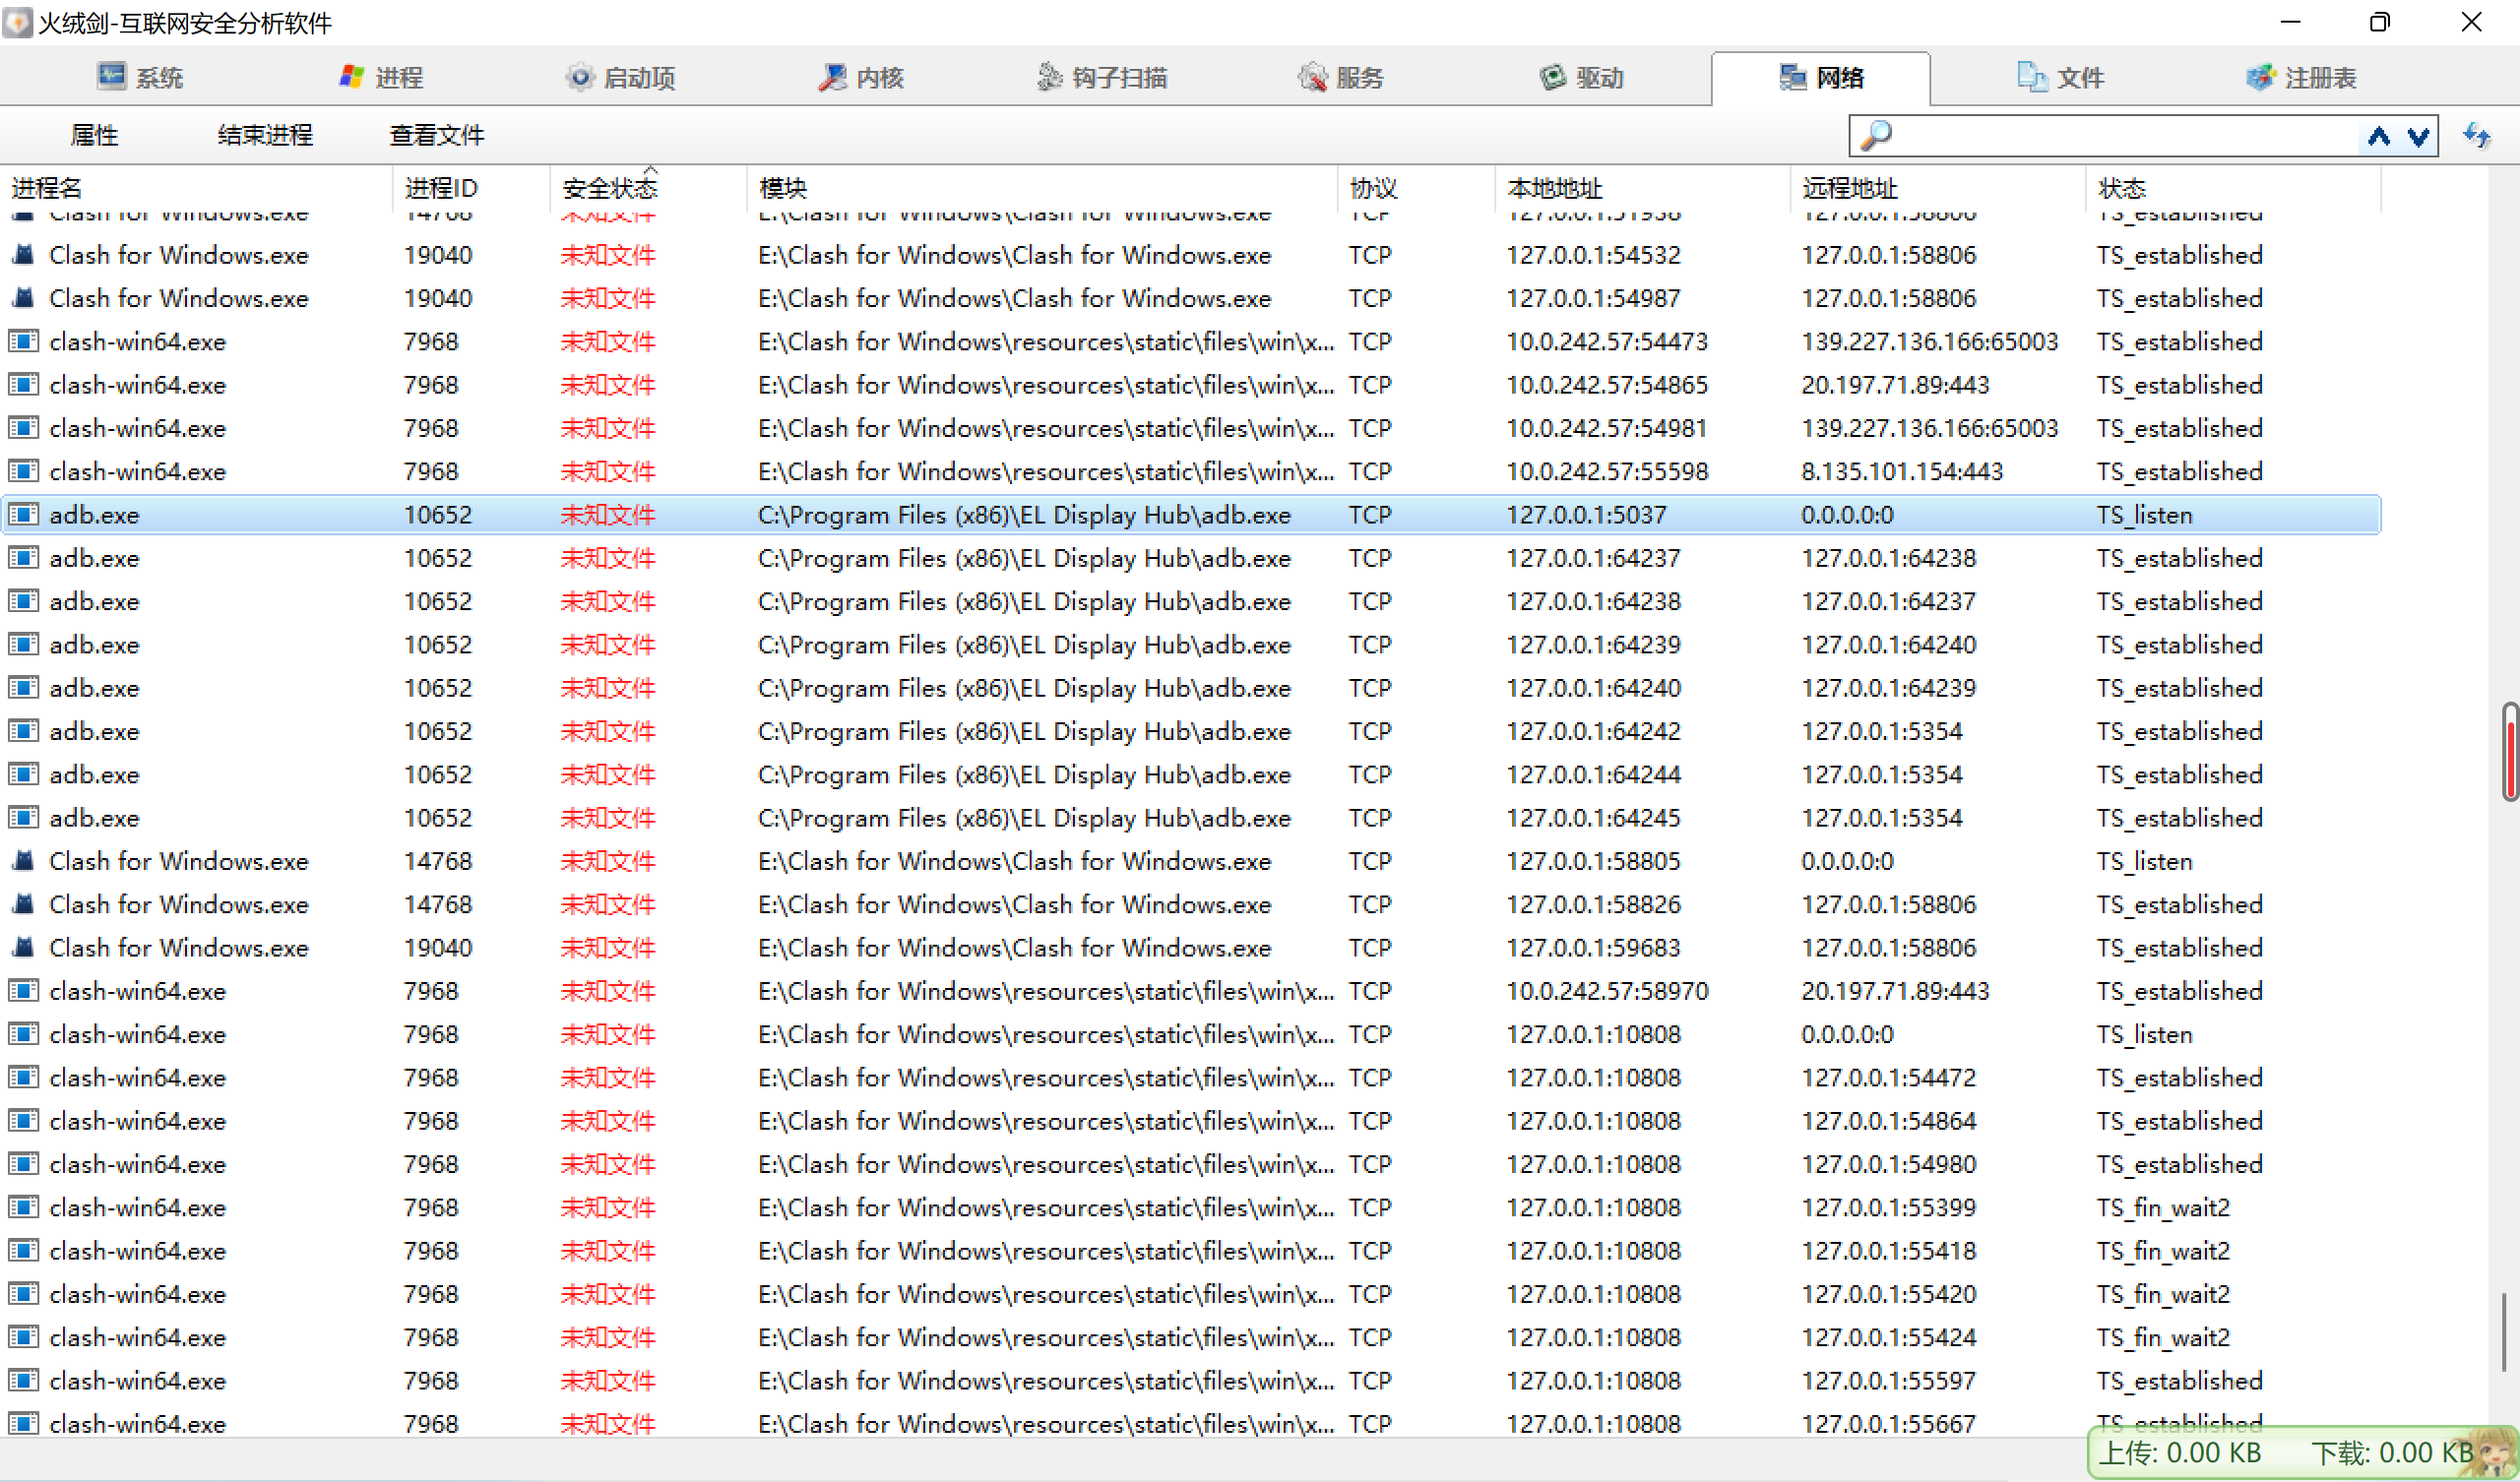 火绒剑-互联网安全分析软件
系统 进程 启动项 内核 钩子扫描 服务 驱动 网络 文件 注册表
属性 结束进程 查看文件
进程名 进程ID 安全状态 模块 协议 本地地址 远程地址 状态
Clash for Windows.exe 14768 未知文件 E:\Clash for Windows\Clash for Windows.exe TCP 127.0.0.1:51938 127.0.0.1:58806 TS_established
Clash for Windows.exe 19040 未知文件 E:\Clash for Windows\Clash for Windows.exe TCP 127.0.0.1:54532 127.0.0.1:58806 TS_established
Clash for Windows.exe 19040 未知文件 E:\Clash for Windows\Clash for Windows.exe TCP 127.0.0.1:54987 127.0.0.1:58806 TS_established
clash-win64.exe 7968 未知文件 E:\Clash for Windows\resources\static\files\win\x... TCP 10.0.242.57:54473 139.227.136.166:65003 TS_established
clash-win64.exe 7968 未知文件 E:\Clash for Windows\resources\static\files\win\x... TCP 10.0.242.57:54865 20.197.71.89:443 TS_established
clash-win64.exe 7968 未知文件 E:\Clash for Windows\resources\static\files\win\x... TCP 10.0.242.57:54981 139.227.136.166:65003 TS_established
clash-win64.exe 7968 未知文件 E:\Clash for Windows\resources\static\files\win\x... TCP 10.0.242.57:55598 8.135.101.154:443 TS_established
adb.exe 10652 未知文件 C:\Program Files (x86)\EL Display Hub\adb.exe TCP 127.0.0.1:5037 0.0.0.0:0 TS_listen
adb.exe 10652 未知文件 C:\Program Files (x86)\EL Display Hub\adb.exe TCP 127.0.0.1:64237 127.0.0.1:64238 TS_established
adb.exe 10652 未知文件 C:\Program Files (x86)\EL Display Hub\adb.exe TCP 127.0.0.1:64238 127.0.0.1:64237 TS_established
adb.exe 10652 未知文件 C:\Program Files (x86)\EL Display Hub\adb.exe TCP 127.0.0.1:64239 127.0.0.1:64240 TS_established
adb.exe 10652 未知文件 C:\Program Files (x86)\EL Display Hub\adb.exe TCP 127.0.0.1:64240 127.0.0.1:64239 TS_established
adb.exe 10652 未知文件 C:\Program Files (x86)\EL Display Hub\adb.exe TCP 127.0.0.1:64242 127.0.0.1:5354 TS_established
adb.exe 10652 未知文件 C:\Program Files (x86)\EL Display Hub\adb.exe TCP 127.0.0.1:64244 127.0.0.1:5354 TS_established
adb.exe 10652 未知文件 C:\Program Files (x86)\EL Display Hub\adb.exe TCP 127.0.0.1:64245 127.0.0.1:5354 TS_established
Clash for Windows.exe 14768 未知文件 E:\Clash for Windows\Clash for Windows.exe TCP 127.0.0.1:58805 0.0.0.0:0 TS_listen
Clash for Windows.exe 14768 未知文件 E:\Clash for Windows\Clash for Windows.exe TCP 127.0.0.1:58826 127.0.0.1:58806 TS_established
Clash for Windows.exe 19040 未知文件 E:\Clash for Windows\Clash for Windows.exe TCP 127.0.0.1:59683 127.0.0.1:58806 TS_established
clash-win64.exe 7968 未知文件 E:\Clash for Windows\resources\static\files\win\x... TCP 10.0.242.57:58970 20.197.71.89:443 TS_established
clash-win64.exe 7968 未知文件 E:\Clash for Windows\resources\static\files\win\x... TCP 127.0.0.1:10808 0.0.0.0:0 TS_listen
clash-win64.exe 7968 未知文件 E:\Clash for Windows\resources\static\files\win\x... TCP 127.0.0.1:10808 127.0.0.1:54472 TS_established
clash-win64.exe 7968 未知文件 E:\Clash for Windows\resources\static\files\win\x... TCP 127.0.0.1:10808 127.0.0.1:54864 TS_established
clash-win64.exe 7968 未知文件 E:\Clash for Windows\resources\static\files\win\x... TCP 127.0.0.1:10808 127.0.0.1:54980 TS_established
clash-win64.exe 7968 未知文件 E:\Clash for Windows\resources\static\files\win\x... TCP 127.0.0.1:10808 127.0.0.1:55399 TS_fin_wait2
clash-win64.exe 7968 未知文件 E:\Clash for Windows\resources\static\files\win\x... TCP 127.0.0.1:10808 127.0.0.1:55418 TS_fin_wait2
clash-win64.exe 7968 未知文件 E:\Clash for Windows\resources\static\files\win\x... TCP 127.0.0.1:10808 127.0.0.1:55420 TS_fin_wait2
clash-win64.exe 7968 未知文件 E:\Clash for Windows\resources\static\files\win\x... TCP 127.0.0.1:10808 127.0.0.1:55424 TS_fin_wait2
clash-win64.exe 7968 未知文件 E:\Clash for Windows\resources\static\files\win\x... TCP 127.0.0.1:10808 127.0.0.1:55597 TS_established
clash-win64.exe 7968 未知文件 E:\Clash for Windows\resources\static\files\win\x... TCP 127.0.0.1:10808 127.0.0.1:55667 TS_established
上传: 0.00 KB 下载: 0.00 KB